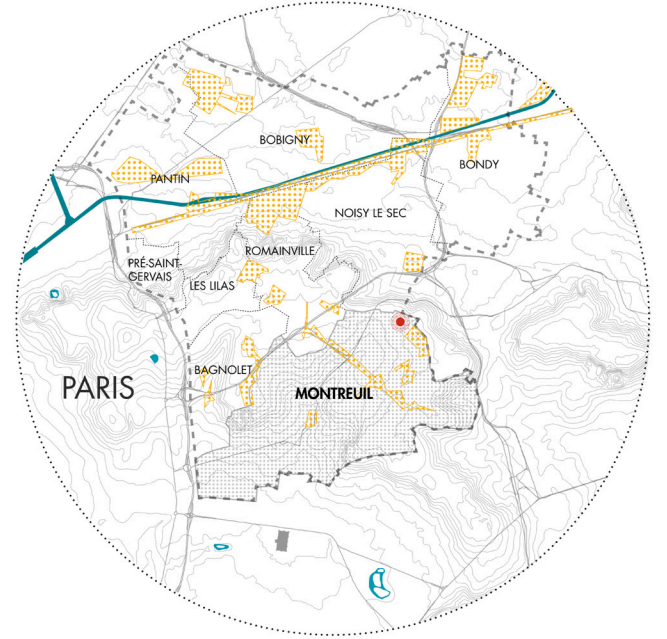 BOBIGNY
BONDY
PANTIN
NOISY LE SEC
ROMAINVILLE
PRÉ-SAINT-
GERVAIS
LES LILAS
BAGNOLET
PARIS
MONTREUIL